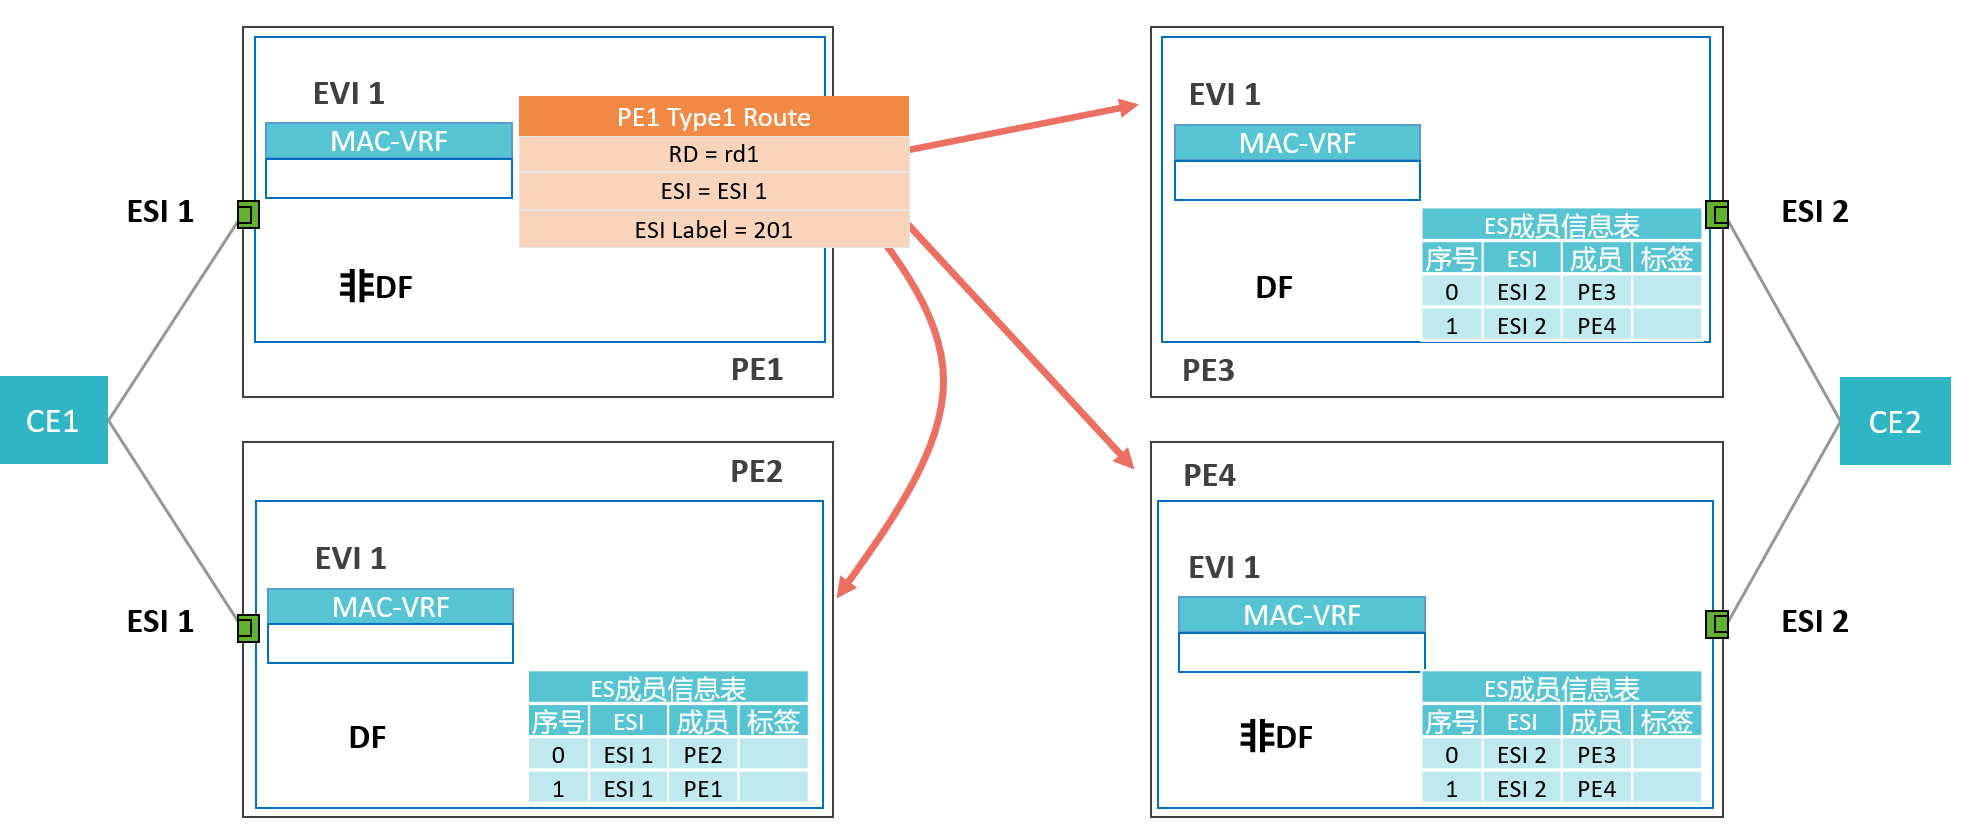 EVI 1
MAC-VRF
PE1 Type1 Route
RD = rd1
ESI = ESI 1
ESI Label = 201
非DF
PE1
ESI 1
CE1
ESI 1
PE2
EVI 1
MAC-VRF
DF
ES成员信息表
序号 ESI 成员 标签
0 ESI 1 PE2
1 ESI 1 PE1
EVI 1
MAC-VRF
DF
ES成员信息表
序号 ESI 成员 标签
0 ESI 2 PE3
1 ESI 2 PE4
PE3
ESI 2
CE2
ESI 2
PE4
EVI 1
MAC-VRF
非DF
ES成员信息表
序号 ESI 成员 标签
0 ESI 2 PE3
1 ESI 2 PE4